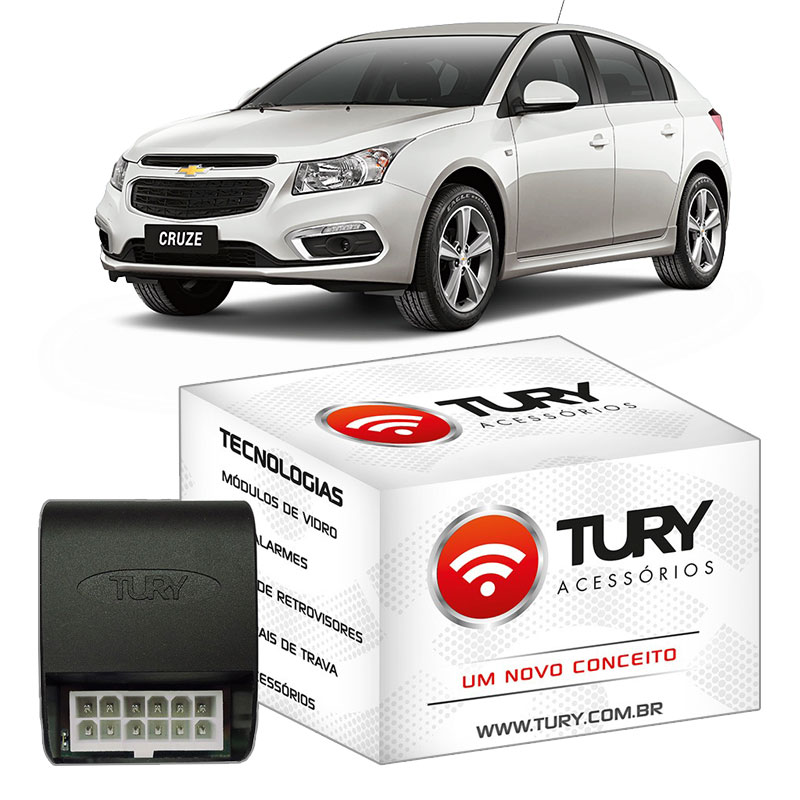 EAGLE
CRUZE
TURY
ACESSÓRIOS
TECNOLOGIAS
MÓDULOS DE VIDRO
ALARMES
DE RETROVISORES
DE TRAVA
TURY
ACESSÓRIOS
UM NOVO CONCEITO
WWW.TURY.COM.BR
TURY